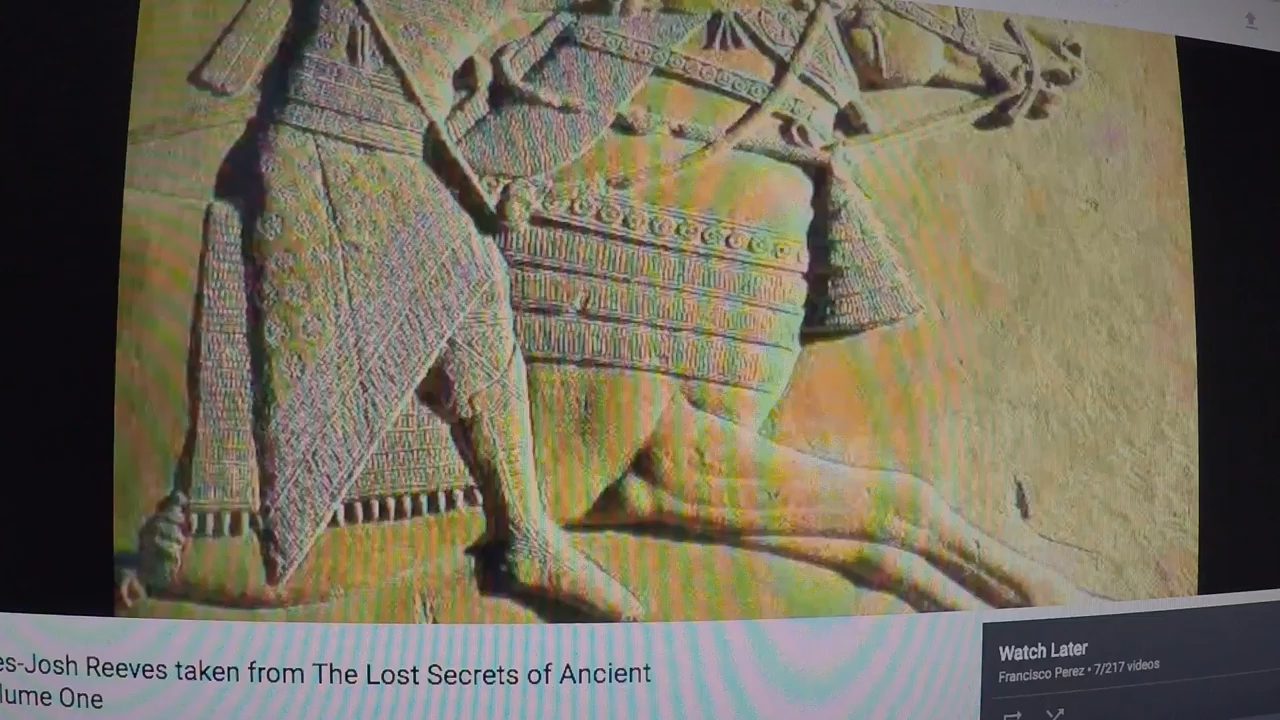 es-Josh Reeves taken from The Lost Secrets of Ancient
lume One
Watch Later
Francisco Perez • 7/217 videos